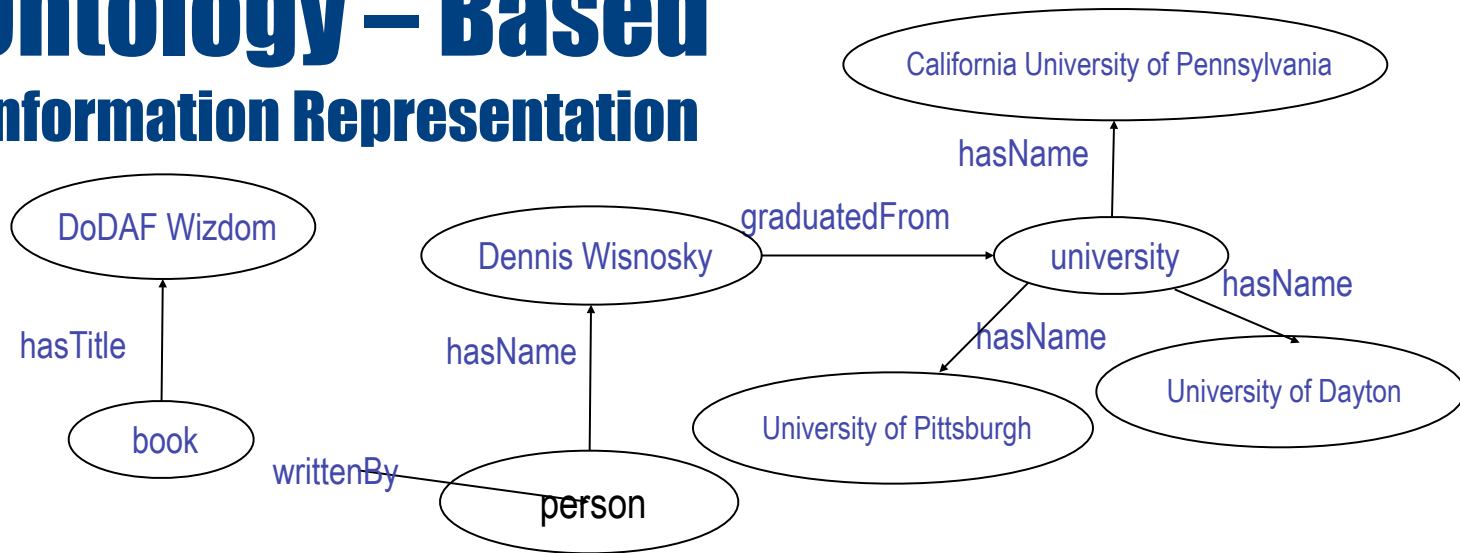 Ontology – Based
Information Representation
California University of Pennsylvania
hasName
DoDAF Wizdom
Dennis Wisnosky
graduatedFrom
university
hasName
hasTitle
hasName
hasName
University of Dayton
book
University of Pittsburgh
writtenBy
person